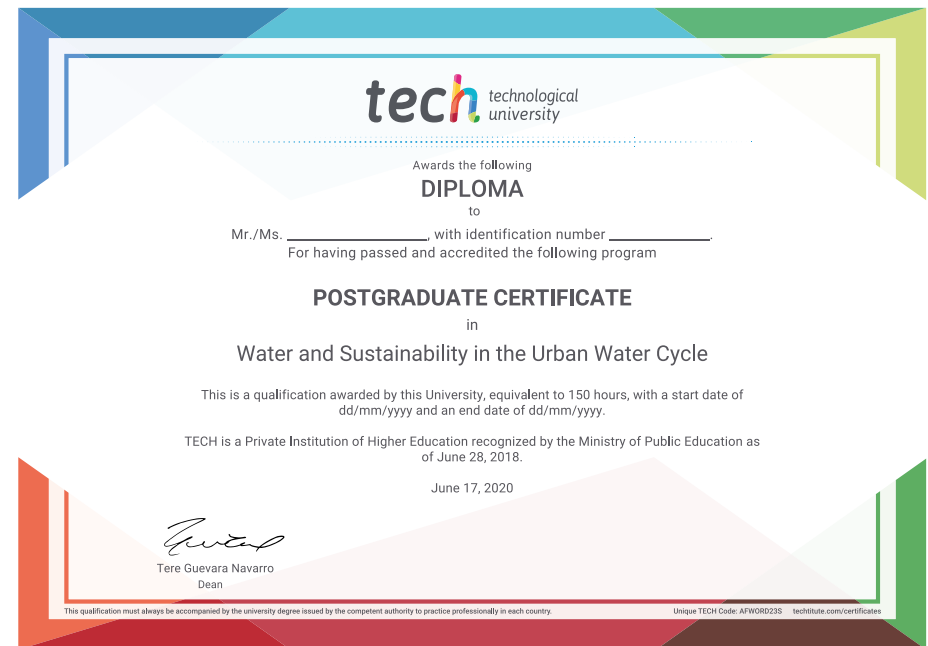 tech technological
university
Awards the following
DIPLOMA
to
Mr./Ms. ____________________, with identification number ______________.
For having passed and accredited the following program
POSTGRADUATE CERTIFICATE
in
Water and Sustainability in the Urban Water Cycle
This is a qualification awarded by this University, equivalent to 150 hours, with a start date of
dd/mm/yyyy and an end date of dd/mm/yyyy.
TECH is a Private Institution of Higher Education recognized by the Ministry of Public Education as
of June 28, 2018.
June 17, 2020
Tere Guevara Navarro
Dean
This qualification must always be accompanied by the university degree issued by the competent authority to practice professionally in each country.
Unique TECH Code: AFWORD23S techtitute.com/certificates